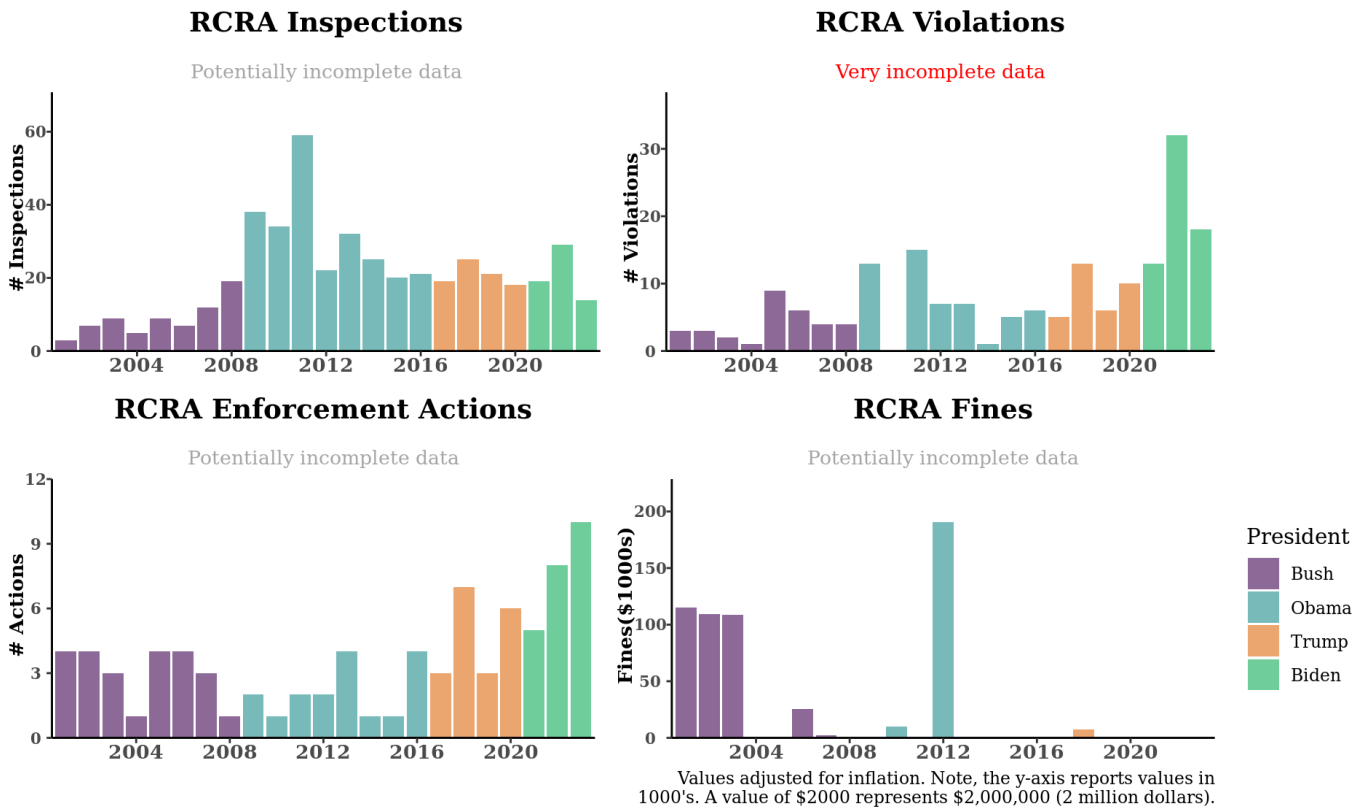 RCRA Inspections
Potentially incomplete data
# Inspections
60
40
20
0
2004 2008 2012 2016 2020
RCRA Violations
Very incomplete data
# Violations
30
20
10
0
2004 2008 2012 2016 2020
RCRA Enforcement Actions
Potentially incomplete data
# Actions
12
9
6
3
0
2004 2008 2012 2016 2020
RCRA Fines
Potentially incomplete data
Fines($1000s)
200
150
100
50
0
2004 2008 2012 2016 2020
President
Bush
Obama
Trump
Biden
Values adjusted for inflation. Note, the y-axis reports values in
1000's. A value of $2000 represents $2,000,000 (2 million dollars).